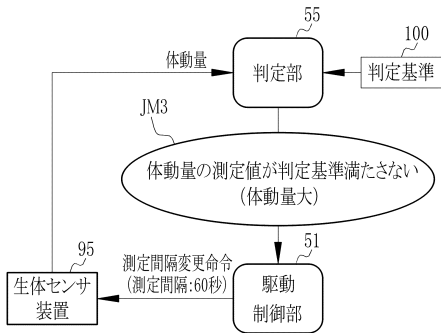 55
100
体動量
判定部
判定基準
JM3
体動量の測定値が判定基準満たさない
(体動量大)
51
95
測定間隔変更命令
(測定間隔:60秒)
駆動
制御部
生体センサ
装置